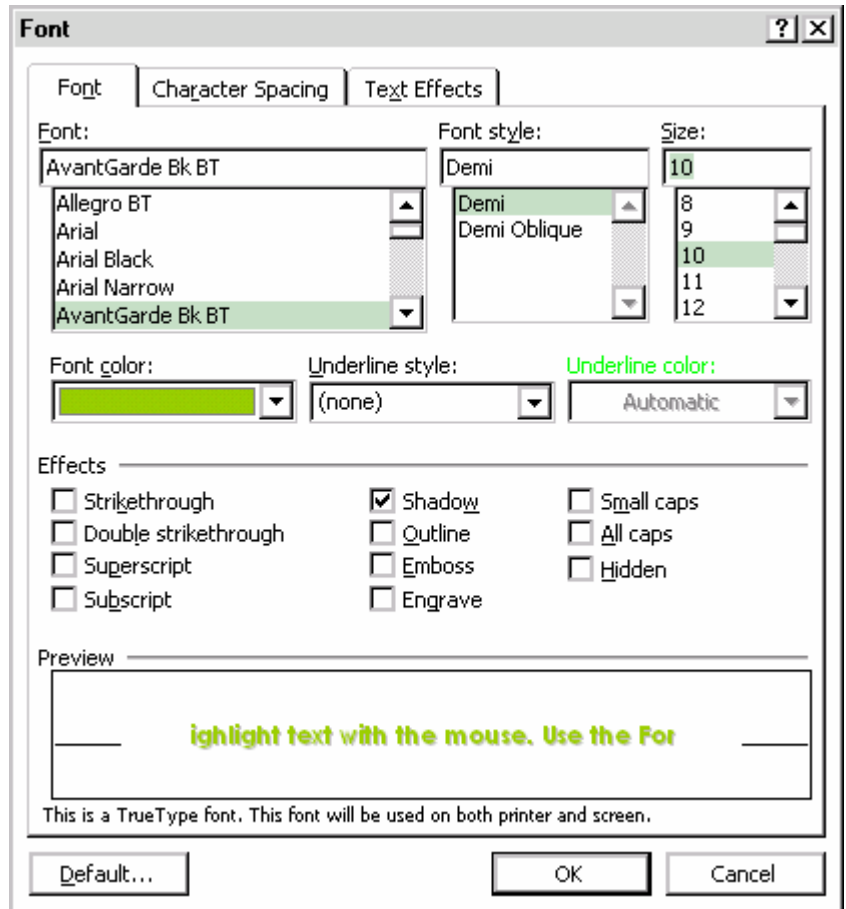 Font
Font Character Spacing Text Effects
Font: Font style: Size:
AvantGarde Bk BT Demi 10
Allegro BT Demi 8
Arial Demi Oblique 9
Arial Black 10
Arial Narrow 11
AvantGarde Bk BT 12
Font color: Underline style: Underline color:
(none) Automatic
Effects
Strikethrough Shadow Small caps
Double strikethrough Outline All caps
Superscript Emboss Hidden
Subscript Engrave
Preview
ighlight text with the mouse. Use the For
This is a TrueType font. This font will be used on both printer and screen.
Default... OK Cancel